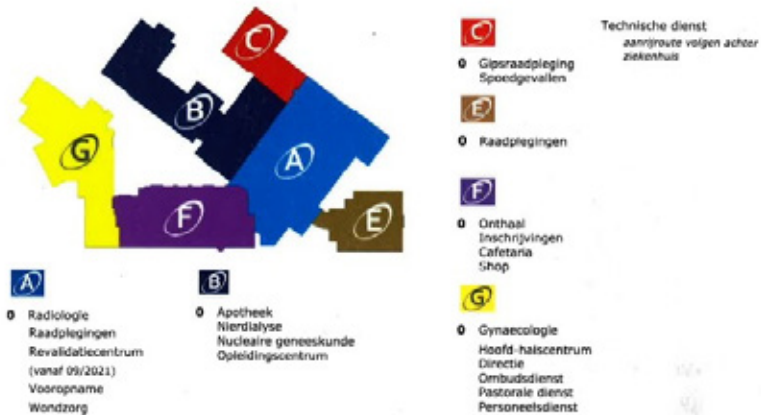 C
B
G
A
F
E
C
0 Gipsraadpleging
Spoedgevallen
Technische dienst
aanrijroute volgen achter
ziekenhuis
E
0 Raadplegingen
F
0 Onthaal
Inschrijvingen
Cafetaria
Shop
G
0 Gynaecologie
Hoofd-halscentrum
Directie
Ombudsdienst
Pastorale dienst
Personeelsdienst
A
0 Radiologie
Raadplegingen
Revalidatiecentrum
(vanaf 09/2021)
Vooropname
Wondzorg
B
0 Apotheek
Nierdialyse
Nucleaire geneeskunde
Opleidingscentrum